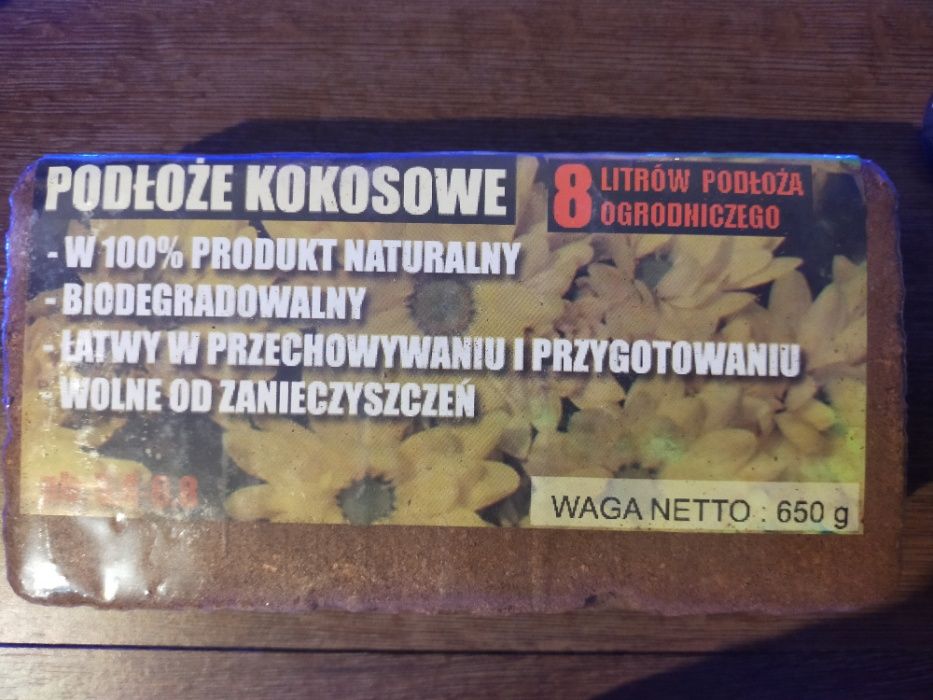 PODŁOŻE KOKOSOWE
8 LITRÓW PODŁOŻA
OGRODNICZEGO
- W 100% PRODUKT NATURALNY
- BIODEGRADOWALNY
- ŁATWY W PRZECHOWYWANIU I PRZYGOTOWANIU
- WOLNE OD ZANIECZYSZCZEŃ
WAGA NETTO : 650 g